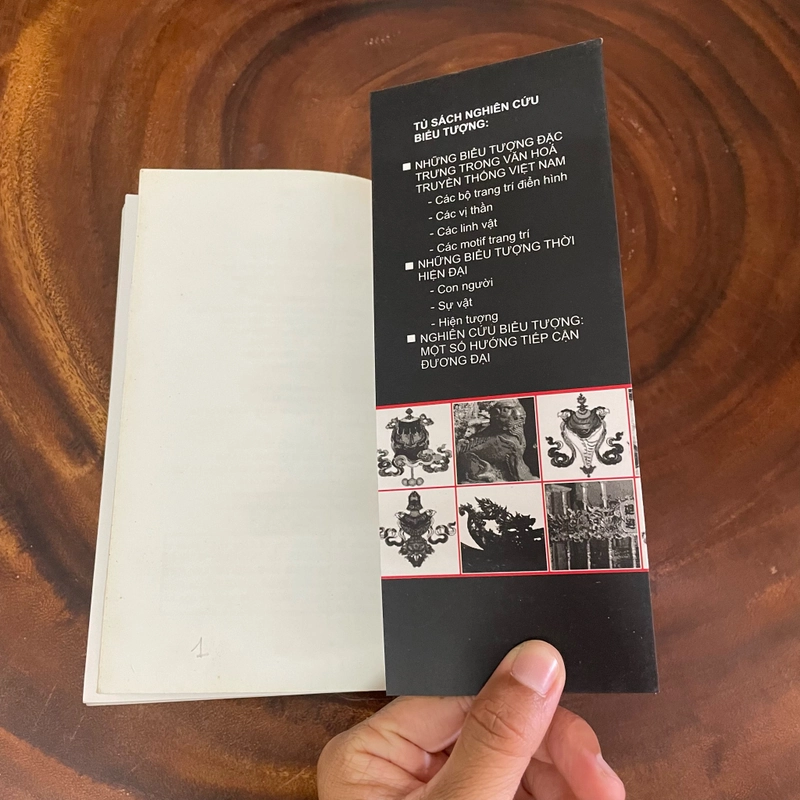 TỦ SÁCH NGHIÊN CỨU
BIỂU TƯỢNG:
NHỮNG BIỂU TƯỢNG ĐẶC
TRƯNG TRONG VĂN HOÁ
TRUYỀN THỐNG VIỆT NAM
- Các bộ trang trí điển hình
- Các vị thần
- Các linh vật
- Các motif trang trí
NHỮNG BIỂU TƯỢNG THỜI
HIỆN ĐẠI
- Con người
- Sự vật
- Hiện tượng
NGHIÊN CỨU BIỂU TƯỢNG:
MỘT SỐ HƯỚNG TIẾP CẬN
ĐƯƠNG ĐẠI
1